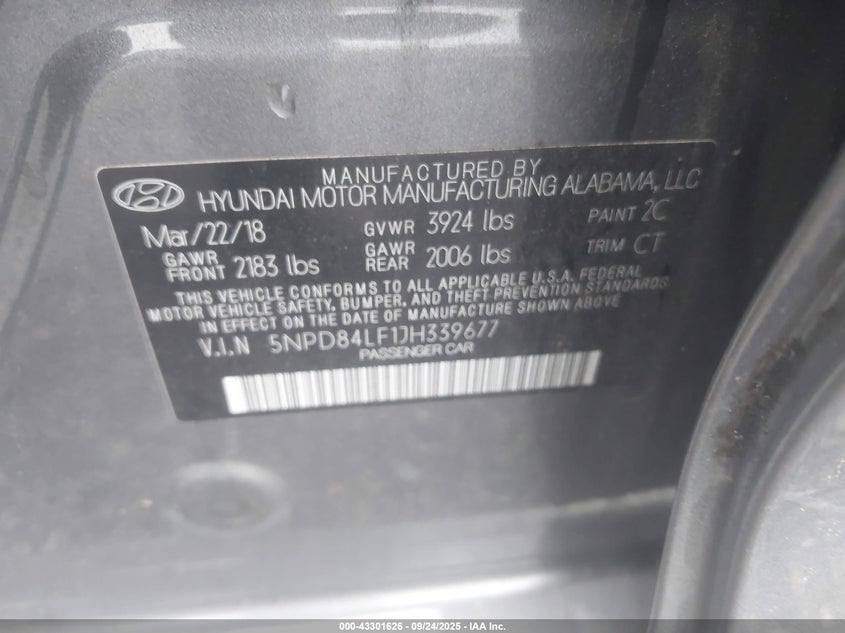 MANUFACTURED BY
HYUNDAI MOTOR MANUFACTURING ALABAMA, LLC
Mar/22/18 GVWR 3924 lbs PAINT 2C
GAWR FRONT 2183 lbs GAWR REAR 2006 lbs TRIM CT
THIS VEHICLE CONFORMS TO ALL APPLICABLE U.S.A. FEDERAL
MOTOR VEHICLE SAFETY, BUMPER, AND THEFT PREVENTION STANDARDS
IN EFFECT ON THE DATE OF MANUFACTURE SHOWN ABOVE
V.I.N 5NPD84LF1JH339677
PASSENGER CAR
000-43301626 - 09/24/2025 - IAA Inc.